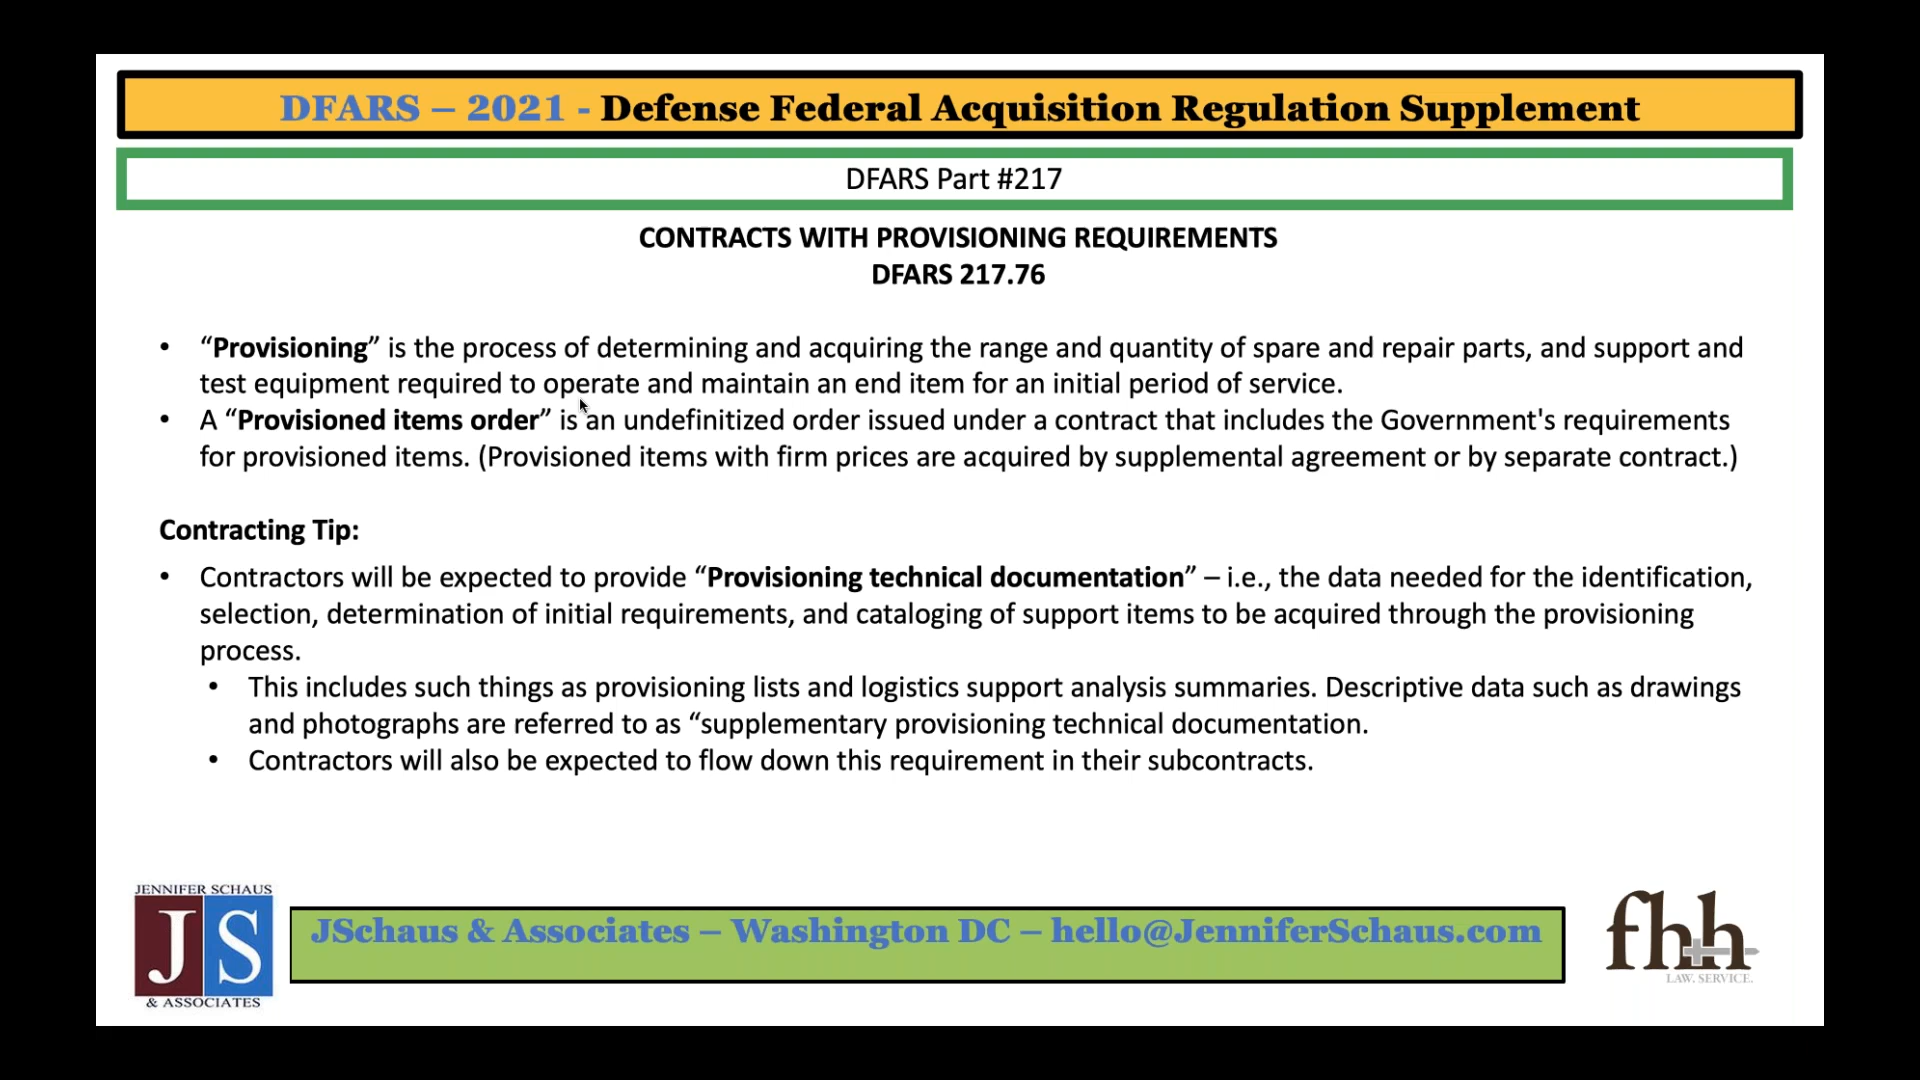 DFARS – 2021 - Defense Federal Acquisition Regulation Supplement
DFARS Part #217
CONTRACTS WITH PROVISIONING REQUIREMENTS
DFARS 217.76
• “Provisioning” is the process of determining and acquiring the range and quantity of spare and repair parts, and support and
test equipment required to operate and maintain an end item for an initial period of service.
• A “Provisioned items order” is an undefinitized order issued under a contract that includes the Government's requirements
for provisioned items. (Provisioned items with firm prices are acquired by supplemental agreement or by separate contract.)
Contracting Tip:
• Contractors will be expected to provide “Provisioning technical documentation” – i.e., the data needed for the identification,
selection, determination of initial requirements, and cataloging of support items to be acquired through the provisioning
process.
• This includes such things as provisioning lists and logistics support analysis summaries. Descriptive data such as drawings
and photographs are referred to as “supplementary provisioning technical documentation.
• Contractors will also be expected to flow down this requirement in their subcontracts.
JENNIFER SCHAUS
JS
& ASSOCIATES
JSchaus & Associates – Washington DC – hello@JenniferSchaus.com
fhh
LAW. SERVICE.